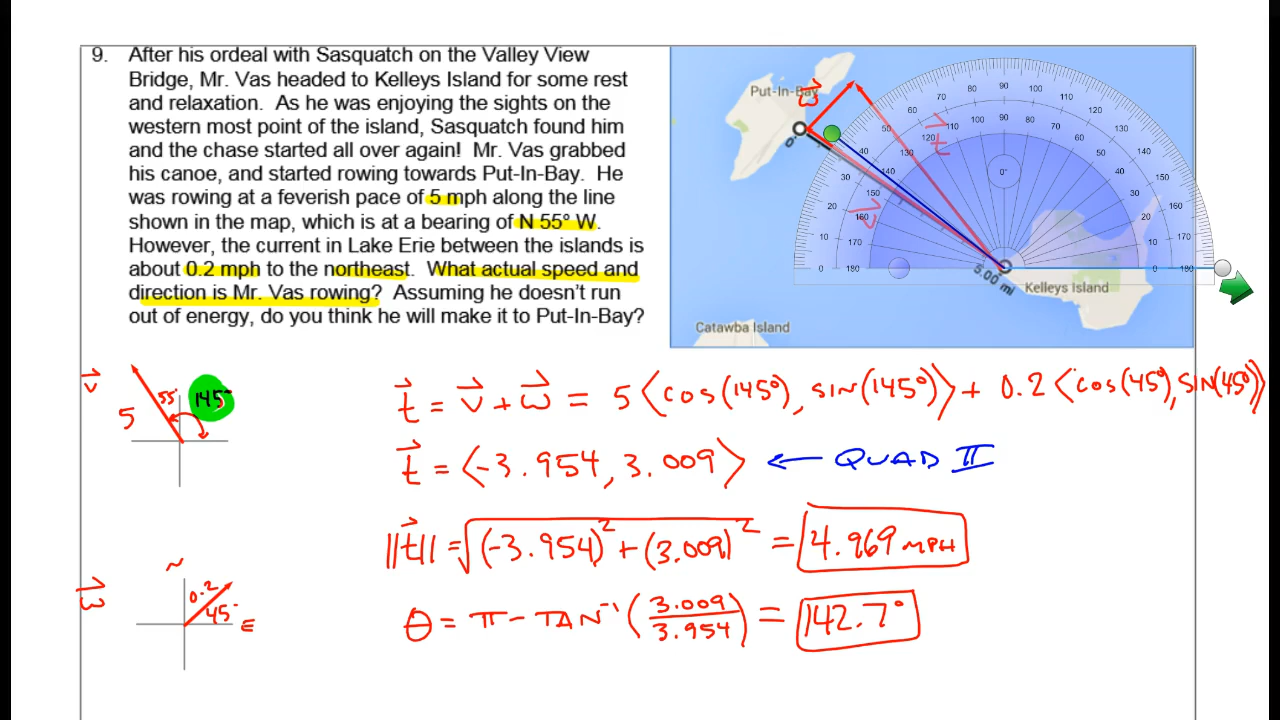 9. After his ordeal with Sasquatch on the Valley View
Bridge, Mr. Vas headed to Kelleys Island for some rest
and relaxation. As he was enjoying the sights on the
western most point of the island, Sasquatch found him
and the chase started all over again! Mr. Vas grabbed
his canoe, and started rowing towards Put-In-Bay. He
was rowing at a feverish pace of 5 mph along the line
shown in the map, which is at a bearing of N 55° W.
However, the current in Lake Erie between the islands is
about 0.2 mph to the northeast. What actual speed and
direction is Mr. Vas rowing? Assuming he doesn't run
out of energy, do you think he will make it to Put-In-Bay?
Put-In-Bay
Kelleys Island
5.00 mi
Catawba Island
v
5
55°
145°
t = v + w = 5 ⟨cos(145°), sin(145°)⟩ + 0.2 ⟨cos(45°), sin(45°)⟩
t = ⟨-3.954, 3.009⟩ ← QUAD II
||t|| = √(-3.954)² + (3.009)² = 4.969 MPH
θ = π - TAN⁻¹ (3.009/3.954) = 142.7°
w
N
0.2
45°
E